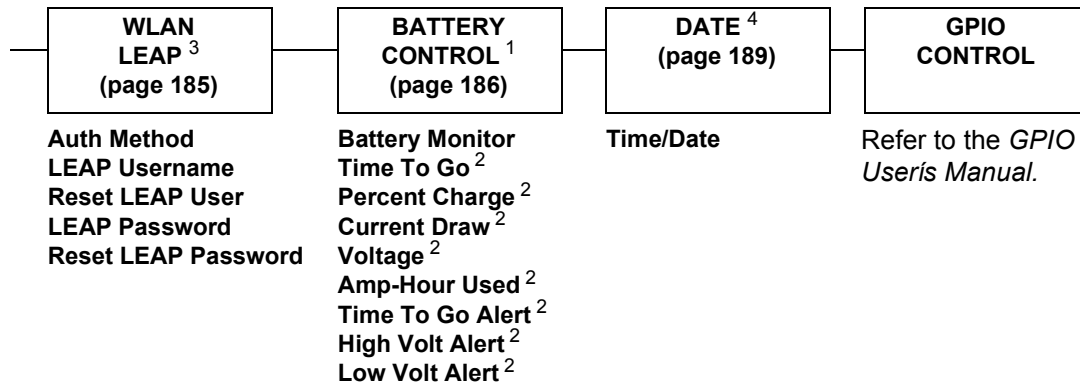 WLAN
LEAP 3
(page 185)
Auth Method
LEAP Username
Reset LEAP User
LEAP Password
Reset LEAP Password
BATTERY
CONTROL 1
(page 186)
Battery Monitor
Time To Go 2
Percent Charge 2
Current Draw 2
Voltage 2
Amp-Hour Used 2
Time To Go Alert 2
High Volt Alert 2
Low Volt Alert 2
DATE 4
(page 189)
Time/Date
GPIO
CONTROL
Refer to the GPIO
Userís Manual.